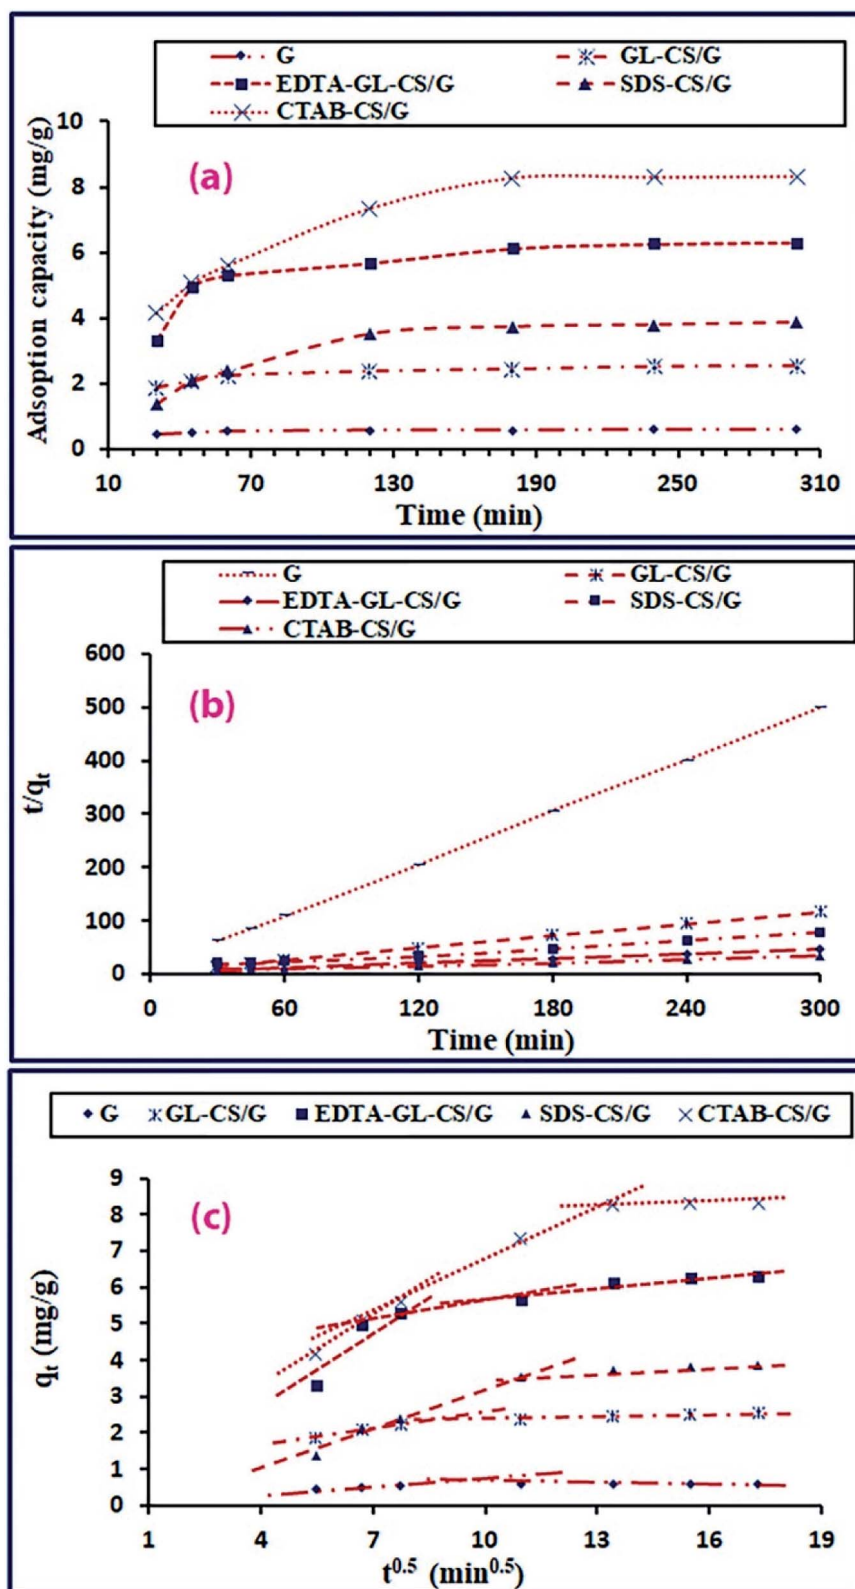 G GL-CS/G
EDTA-GL-CS/G SDS-CS/G
CTAB-CS/G
(a)
Adsoption capacity (mg/g)
10
8
6
4
2
0
10 70 130 190 250 310
Time (min)
G GL-CS/G
EDTA-GL-CS/G SDS-CS/G
CTAB-CS/G
(b)
t/qt
600
500
400
300
200
100
0
0 60 120 180 240 300
Time (min)
G GL-CS/G EDTA-GL-CS/G SDS-CS/G CTAB-CS/G
(c)
qt (mg/g)
9
8
7
6
5
4
3
2
1
0
1 4 7 10 13 16 19
t0.5 (min0.5)